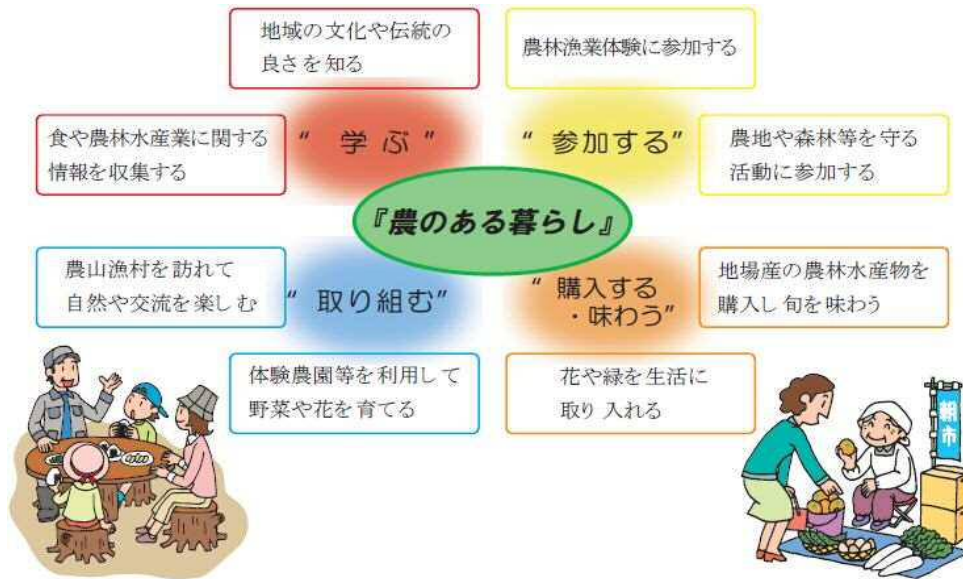 地域の文化や伝統の
良さを知る
農林漁業体験に参加する
食や農林水産業に関する
情報を収集する
“ 学 ぶ ”
“ 参加する”
農地や森林等を守る
活動に参加する
『農のある暮らし』
農山漁村を訪れて
自然や交流を楽しむ
“ 取り組む”
“ 購入する
・味わう”
地場産の農林水産物を
購入し旬を味わう
体験農園等を利用して
野菜や花を育てる
花や緑を生活に
取り入れる
朝市